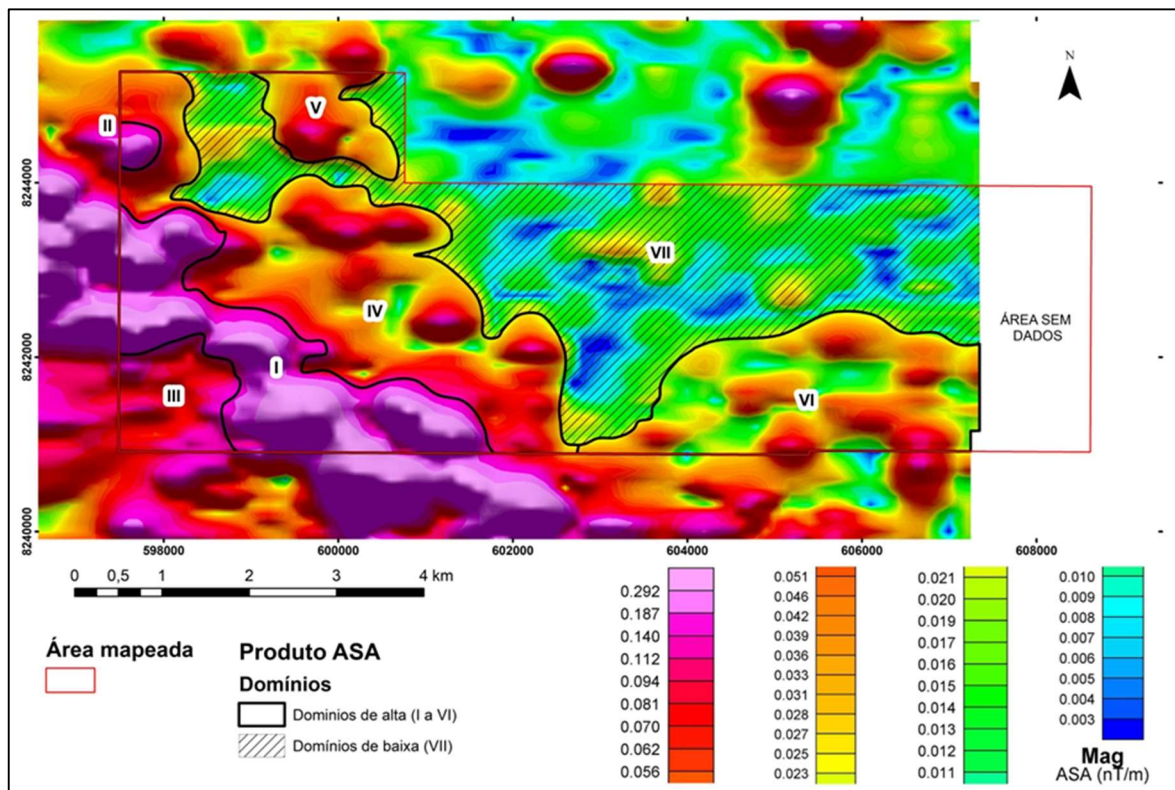 N
II
V
VII
IV
I
III
VI
ÁREA SEM
DADOS
8244000
8242000
8240000
598000
600000
602000
604000
606000
608000
0 0,5 1 2 3 4 km
Área mapeada
Produto ASA
Domínios
Dominios de alta (I a VI)
Domínios de baixa (VII)
0.292
0.187
0.140
0.112
0.094
0.081
0.070
0.062
0.056
0.051
0.046
0.042
0.039
0.036
0.033
0.031
0.028
0.027
0.025
0.023
0.021
0.020
0.019
0.017
0.016
0.015
0.014
0.013
0.012
0.011
0.010
0.009
0.008
0.007
0.006
0.005
0.004
0.003
Mag
ASA (nT/m)